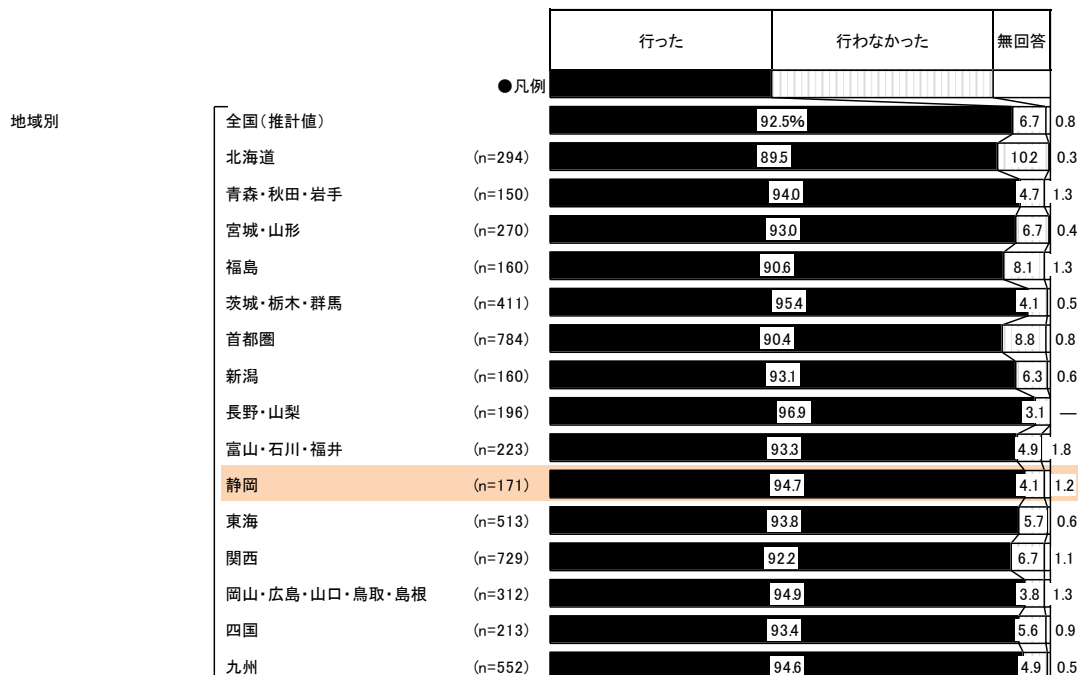 行った 行わなかった 無回答
●凡例
地域別 全国(推計値) 92.5% 6.7 0.8
北海道 (n=294) 89.5 10.2 0.3
青森・秋田・岩手 (n=150) 94.0 4.7 1.3
宮城・山形 (n=270) 93.0 6.7 0.4
福島 (n=160) 90.6 8.1 1.3
茨城・栃木・群馬 (n=411) 95.4 4.1 0.5
首都圏 (n=784) 90.4 8.8 0.8
新潟 (n=160) 93.1 6.3 0.6
長野・山梨 (n=196) 96.9 3.1 ―
富山・石川・福井 (n=223) 93.3 4.9 1.8
静岡 (n=171) 94.7 4.1 1.2
東海 (n=513) 93.8 5.7 0.6
関西 (n=729) 92.2 6.7 1.1
岡山・広島・山口・鳥取・島根 (n=312) 94.9 3.8 1.3
四国 (n=213) 93.4 5.6 0.9
九州 (n=552) 94.6 4.9 0.5